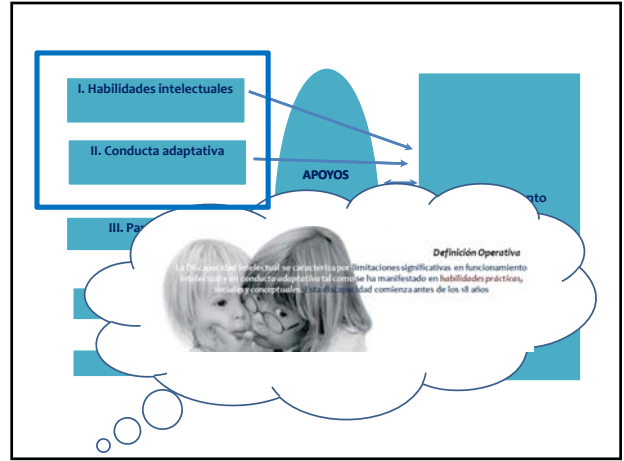 I. Habilidades intelectuales
II. Conducta adaptativa
APOYOS
nto
III. Par
Definición Operativa
La Discapacidad Intelectual se caracteriza por limitaciones significativas en funcionamiento
intelectual y en conducta adaptativa tal como se ha manifestado en habilidades prácticas,
sociales y conceptuales. Esta discapacidad comienza antes de los 18 años